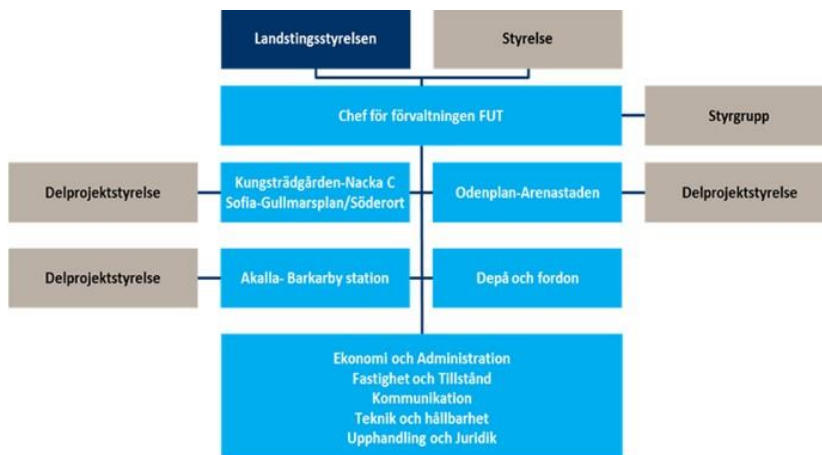 Landstingsstyrelsen
Styrelse
Chef för förvaltningen FUT
Styrgrupp
Delprojektstyrelse
Kungsträdgården-Nacka C
Sofia-Gullmarsplan/Söderort
Odenplan-Arenastaden
Delprojektstyrelse
Delprojektstyrelse
Akalla- Barkarby station
Depå och fordon
Ekonomi och Administration
Fastighet och Tillstånd
Kommunikation
Teknik och hållbarhet
Upphandling och Juridik